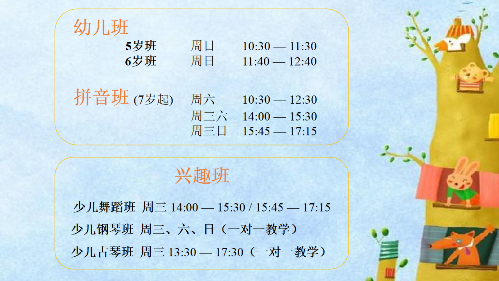 幼儿班
5岁班 周日 10:30 — 11:30
6岁班 周日 11:40 — 12:40
拼音班 (7岁起) 周六 10:30 — 12:30
周三六 14:00 — 15:30
周三日 15:45 — 17:15
兴趣班
少儿舞蹈班 周三 14:00 — 15:30 / 15:45 — 17:15
少儿钢琴班 周三、六、日（一对一教学）
少儿古琴班 周三 13:30 — 17:30（一对一教学）